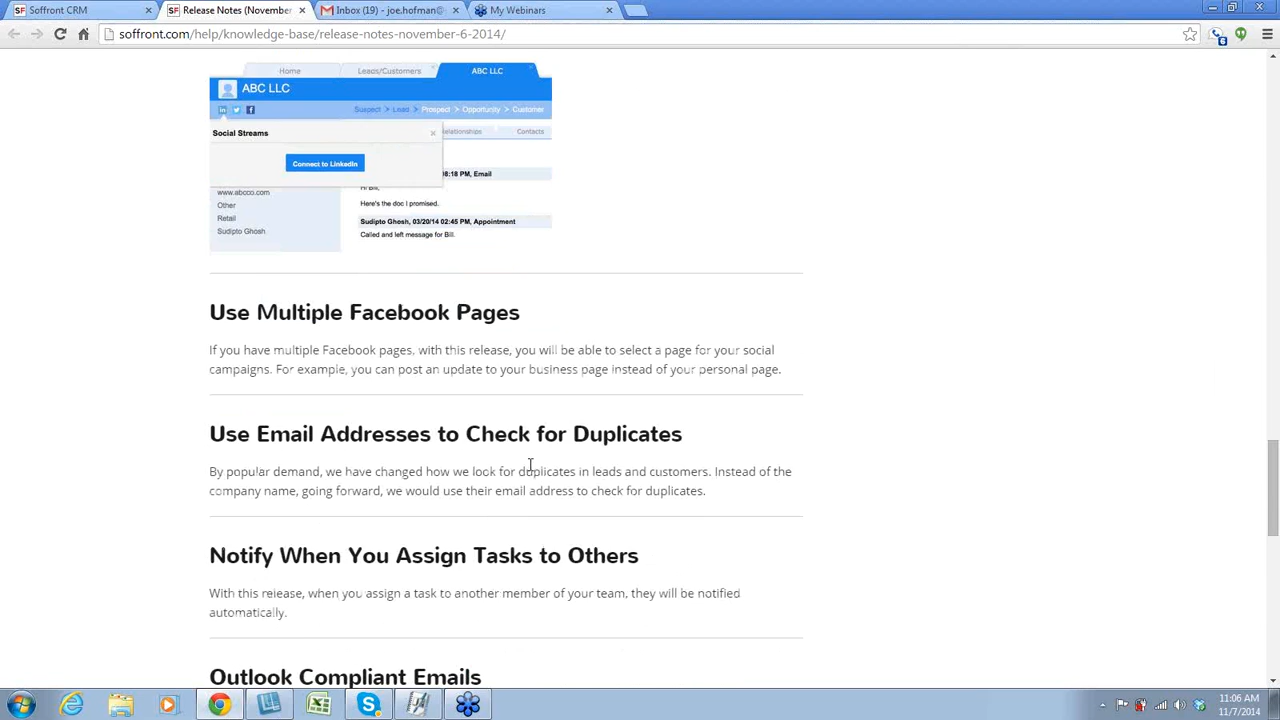 Soffront CRM
Release Notes (November
Inbox (19) - joe.hofman@
My Webinars
soffront.com/help/knowledge-base/release-notes-november-6-2014/
Home
Leads/Customers
ABC LLC
ABC LLC
Suspect > Lead > Prospect > Opportunity > Customer
Social Streams
elationships
Contacts
Connect to LinkedIn
08:18 PM, Email
Hi Bill,
www.abcco.com
Here's the doc I promised.
Other
Retail
Sudipto Ghosh, 03/20/14 02:45 PM, Appointment
Sudipto Ghosh
Called and left message for Bill.
Use Multiple Facebook Pages
If you have multiple Facebook pages, with this release, you will be able to select a page for your social
campaigns. For example, you can post an update to your business page instead of your personal page.
Use Email Addresses to Check for Duplicates
By popular demand, we have changed how we look for duplicates in leads and customers. Instead of the
company name, going forward, we would use their email address to check for duplicates.
Notify When You Assign Tasks to Others
With this release, when you assign a task to another member of your team, they will be notified
automatically.
Outlook Compliant Emails
11:06 AM
11/7/2014